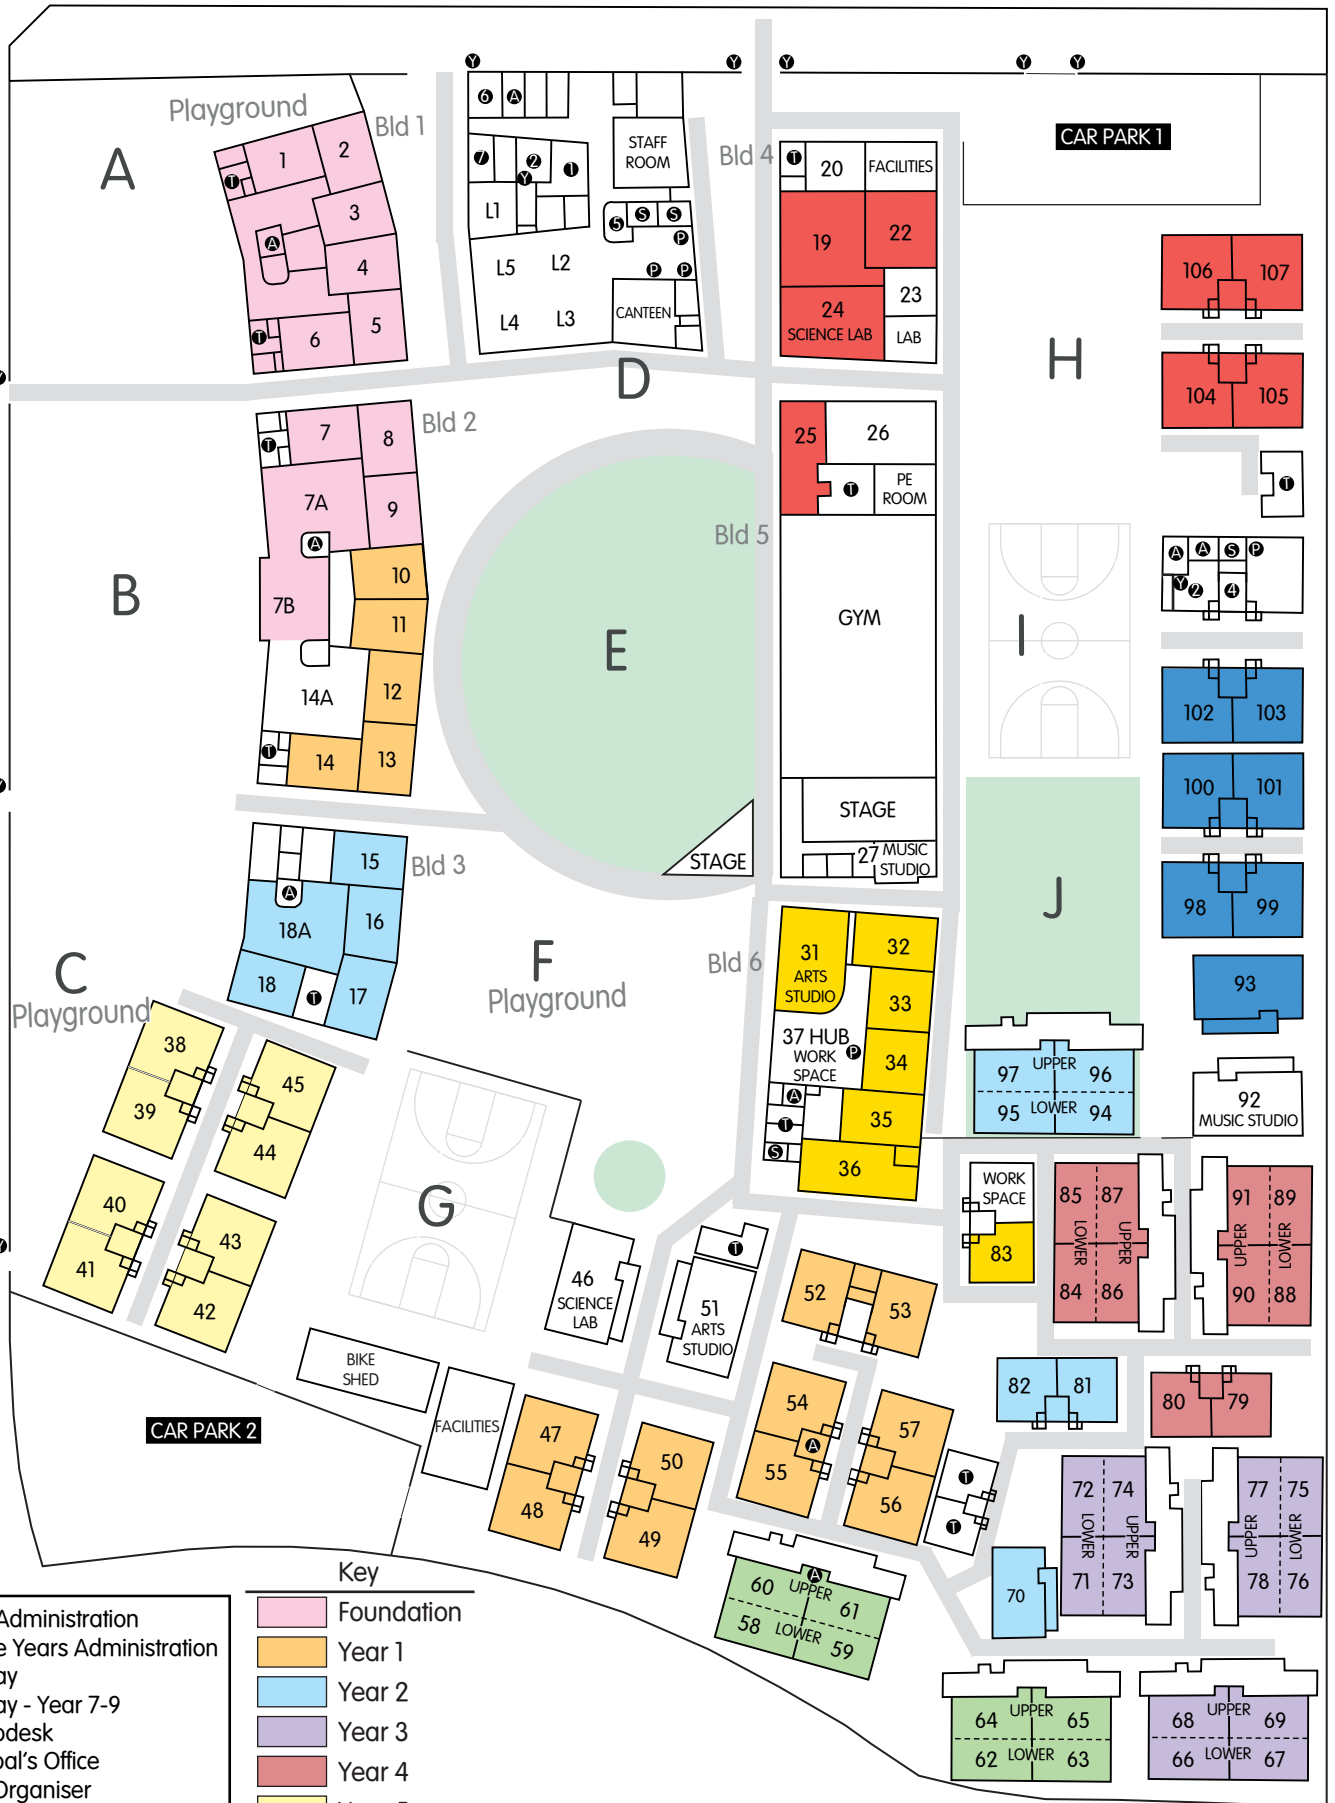 Y Y Y Y Y
Playground
Bld 1
6 A
CAR PARK 1
A
1 2
STAFF
ROOM
Bld 4
T 20 FACILITIES
7 2 1
Y
T
3
L1
5 S S
P
19 22
A
4
L5 L2
P P
106 107
23
L4 L3
CANTEEN
24
SCIENCE LAB
LAB
T
6 5
D
H
104 105
Bld 2
7 8
T
25 26
7A
9
T
PE
ROOM
T
A
Bld 5
10
A A S P
Y 2 4
B
7B
11
GYM
I
E
14A
12
102 103
T
14 13
100 101
STAGE
15
Bld 3
STAGE
27 MUSIC
STUDIO
A
16
18A
98 99
J
C
Playground
F
Playground
Bld 6
31
ARTS
STUDIO
32
18 T 17
93
33
37 HUB
WORK
SPACE
P
34
38
39
45
44
97 UPPER 96
95 LOWER 94
92
MUSIC STUDIO
A
T
S
35
36
40
41
43
42
G
WORK
SPACE
83
85 87
LOWER UPPER
84 86
91 89
UPPER LOWER
90 88
T
46
SCIENCE
LAB
51
ARTS
STUDIO
52 53
BIKE
SHED
82 81
80 79
CAR PARK 2
FACILITIES
47
48
50
49
54
A
55
57
56
T
T
72 74
LOWER UPPER
71 73
77 75
UPPER LOWER
78 76
A
60 UPPER 61
58 LOWER 59
70
64 UPPER 65
62 LOWER 63
68 UPPER 69
66 LOWER 67
Administration
e Years Administration
ay
ay - Year 7-9
odesk
pal's Office
Organiser
Key
Foundation
Year 1
Year 2
Year 3
Year 4